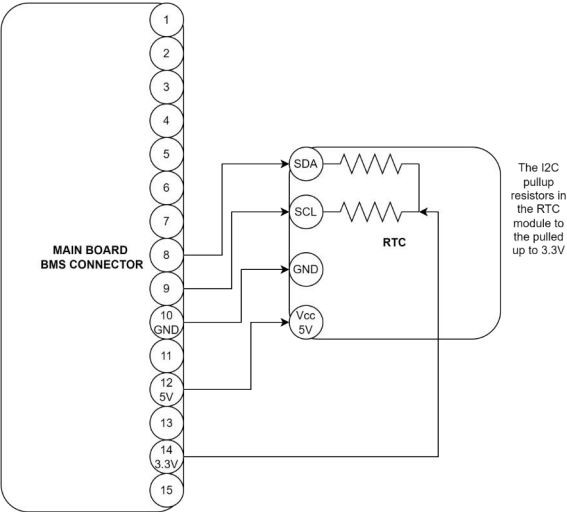 1
2
3
4
5
6
7
8
9
10
GND
11
12
5V
13
14
3.3V
15
MAIN BOARD
BMS CONNECTOR
SDA
SCL
GND
Vcc
5V
RTC
The I2C
pullup
resistors in
the RTC
module to
the pulled
up to 3.3V